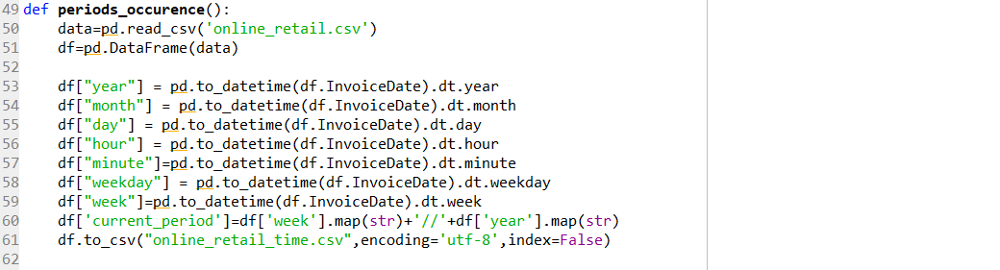 49 def periods_occurence():
50     data=pd.read_csv('online_retail.csv')
51     df=pd.DataFrame(data)
52
53     df["year"] = pd.to_datetime(df.InvoiceDate).dt.year
54     df["month"] = pd.to_datetime(df.InvoiceDate).dt.month
55     df["day"] = pd.to_datetime(df.InvoiceDate).dt.day
56     df["hour"] = pd.to_datetime(df.InvoiceDate).dt.hour
57     df["minute"]=pd.to_datetime(df.InvoiceDate).dt.minute
58     df["weekday"] = pd.to_datetime(df.InvoiceDate).dt.weekday
59     df["week"]=pd.to_datetime(df.InvoiceDate).dt.week
60     df['current_period']=df['week'].map(str)+'//'+df['year'].map(str)
61     df.to_csv("online_retail_time.csv",encoding='utf-8',index=False)
62